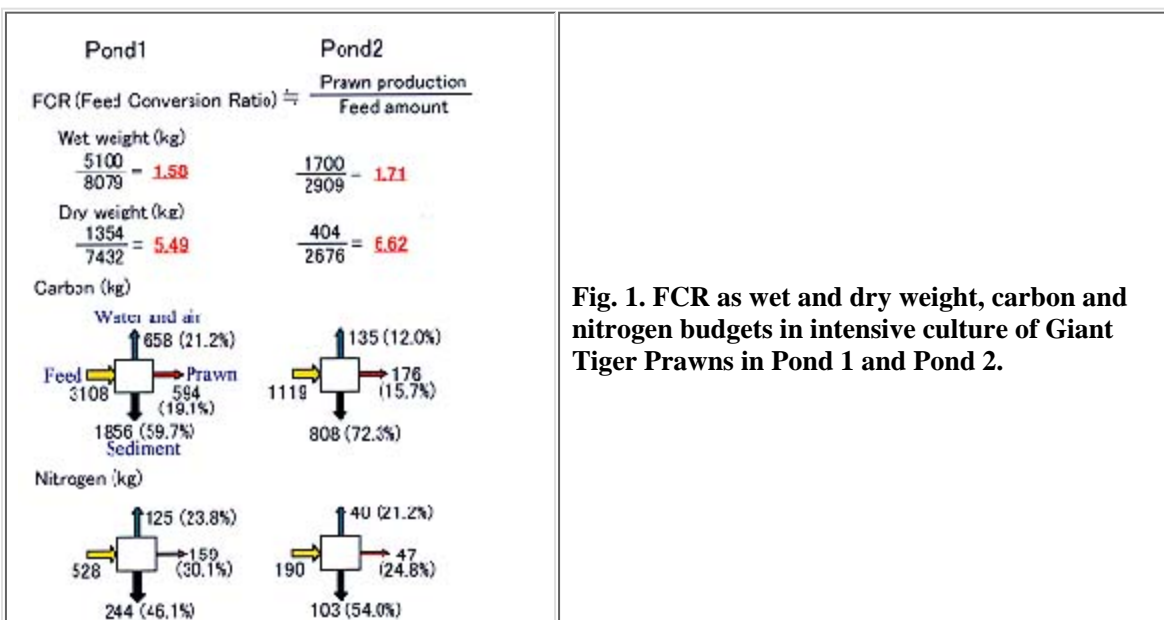 Pond1 Pond2
FCR (Feed Conversion Ratio) ≒ Prawn production
Feed amount
Wet weight (kg)
5100 1700
= 1.58 = 1.71
8079 2909
Dry weight (kg)
1354 404
= 5.49 = 6.62
7432 2676
Carbon (kg)
Water and air
658 (21.2%) 135 (12.0%)
Feed Prawn 176
3108 594 1119 (15.7%)
(19.1%)
1856 (59.7%) 808 (72.3%)
Sediment
Nitrogen (kg)
125 (23.8%) 40 (21.2%)
159 47
528 (30.1%) 190 (24.8%)
244 (46.1%) 103 (54.0%)
Fig. 1. FCR as wet and dry weight, carbon and
nitrogen budgets in intensive culture of Giant
Tiger Prawns in Pond 1 and Pond 2.